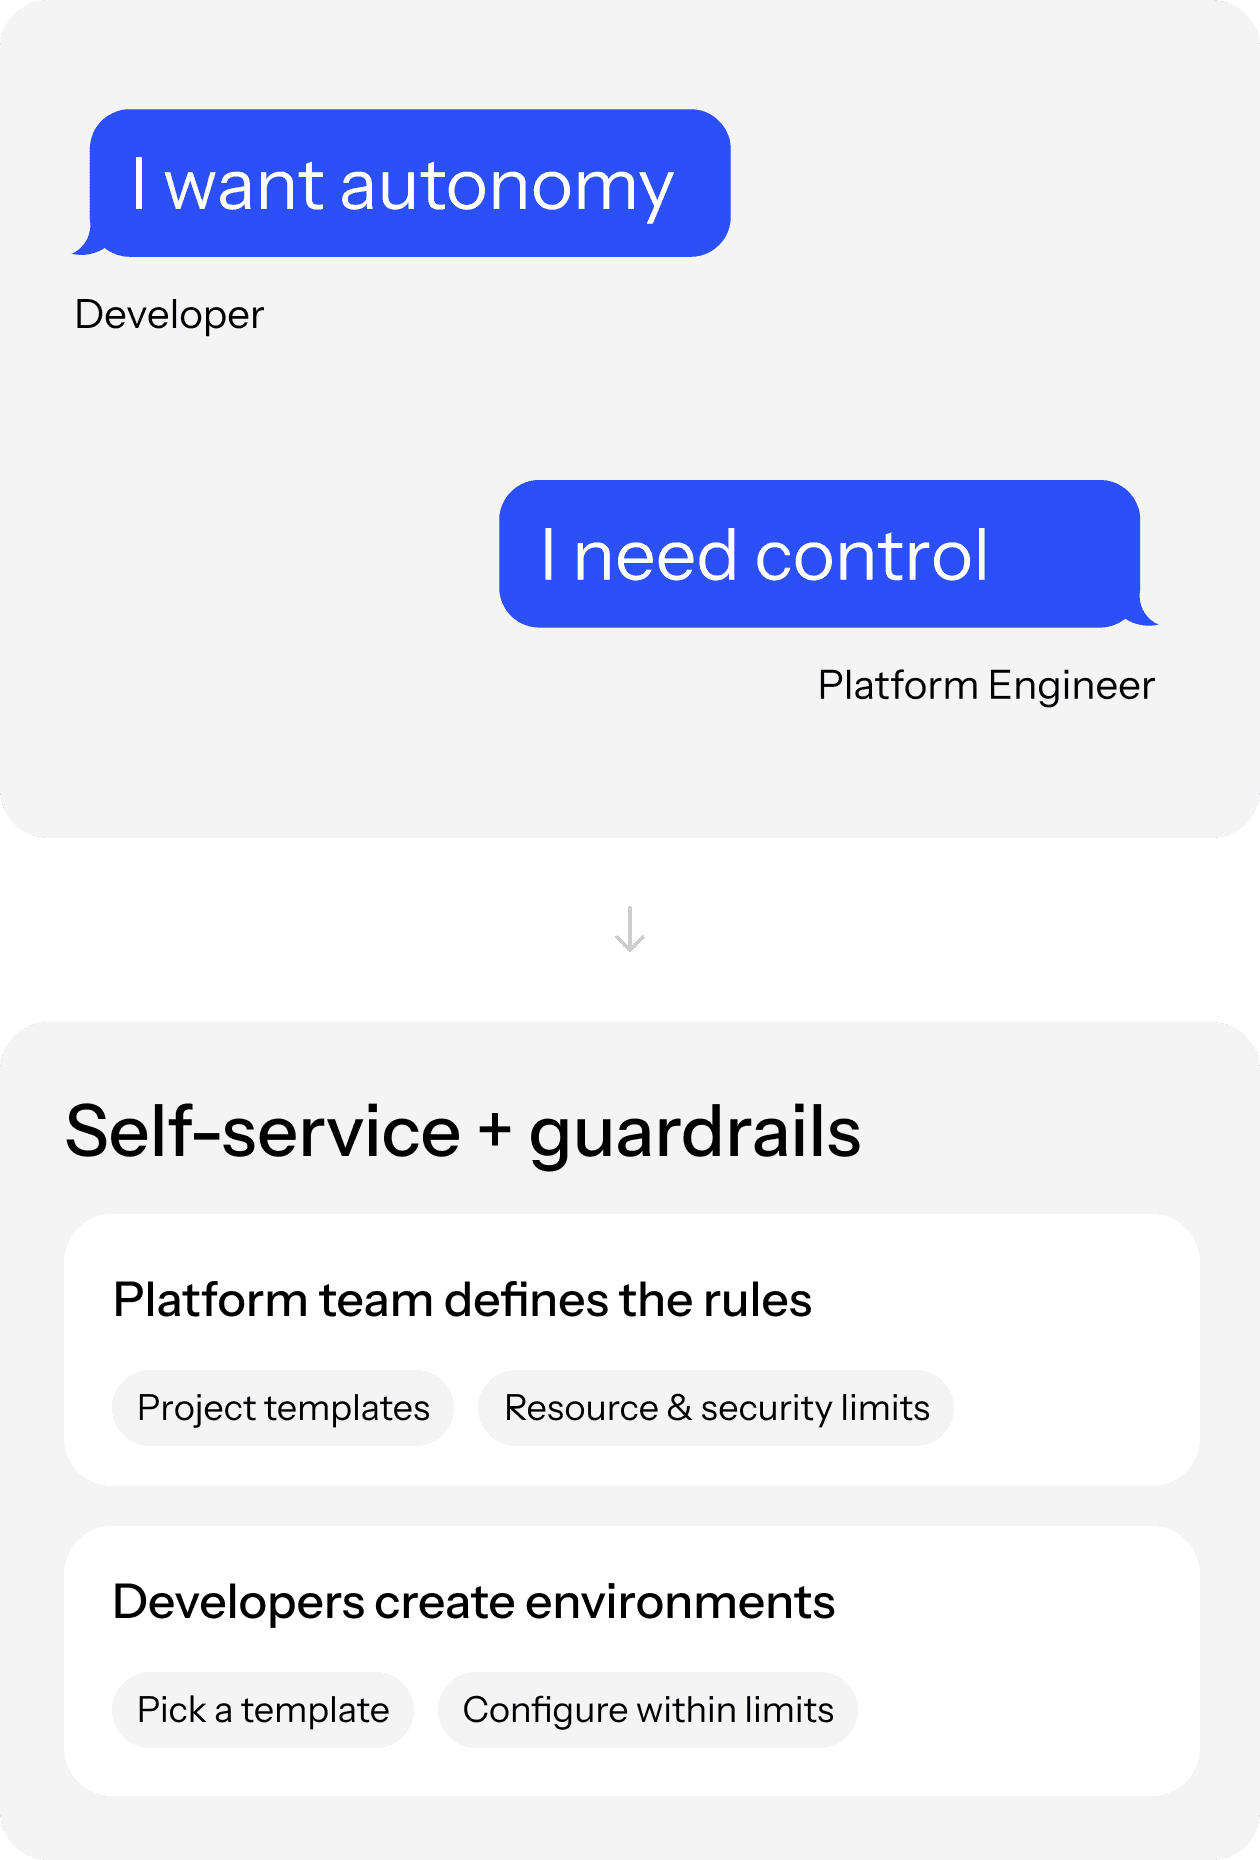 I want autonomy
Developer
I need control
Platform Engineer
Self-service + guardrails
Platform team defines the rules
Project templates
Resource & security limits
Developers create environments
Pick a template
Configure within limits